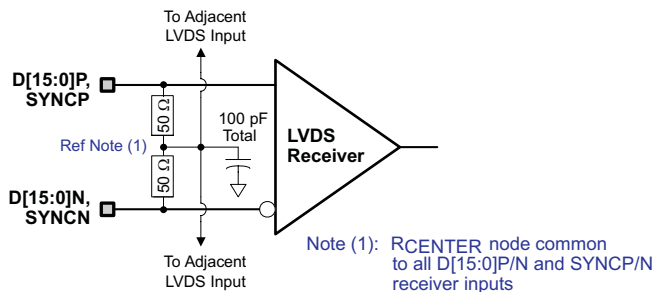 To Adjacent
LVDS Input
D[15:0]P,
SYNCP
50 Ω
100 pF
Total
LVDS
Receiver
Ref Note (1)
50 Ω
D[15:0]N,
SYNCN
To Adjacent
LVDS Input
Note (1): RCENTER node common
to all D[15:0]P/N and SYNCP/N
receiver inputs